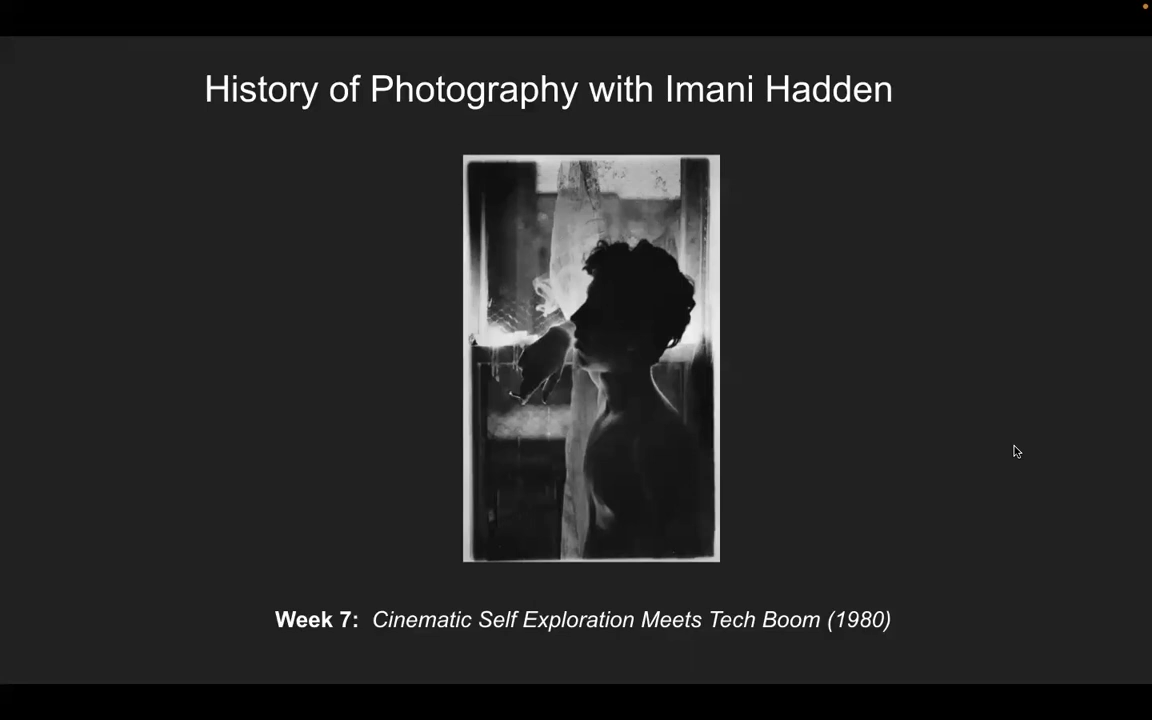 History of Photography with Imani Hadden
Week 7: Cinematic Self Exploration Meets Tech Boom (1980)